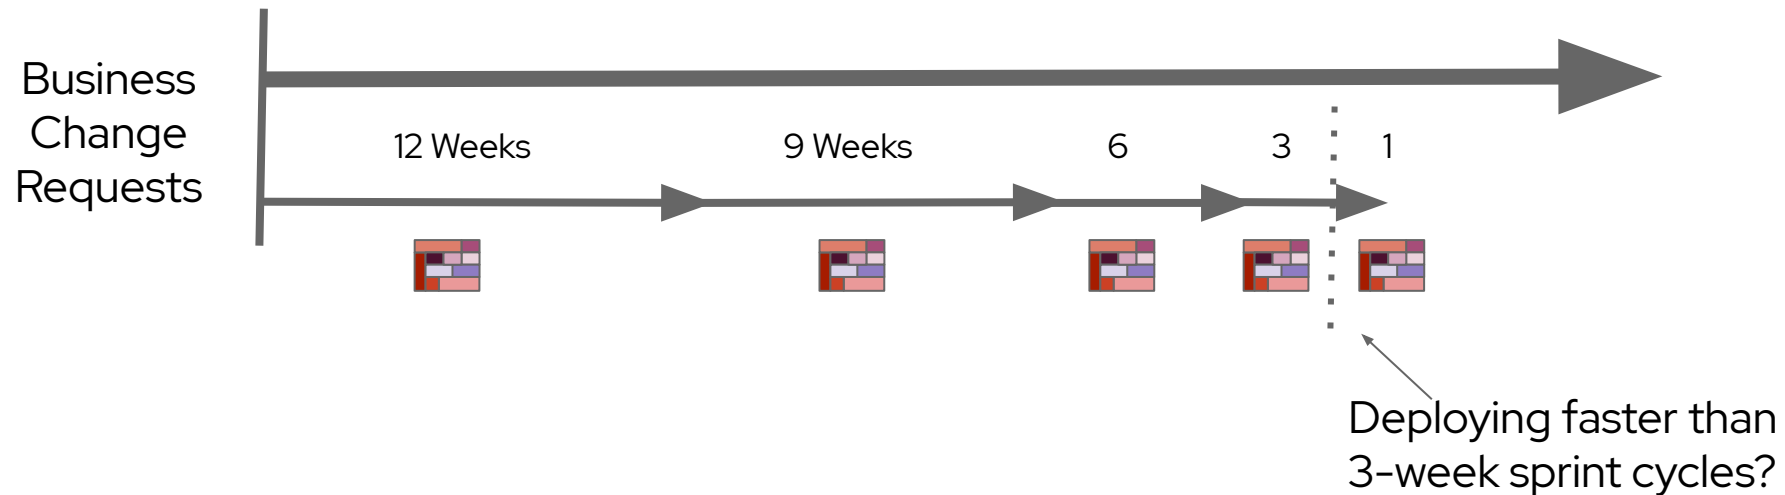 Business
Change
Requests
12 Weeks
9 Weeks
6
3
1
Deploying faster than
3-week sprint cycles?